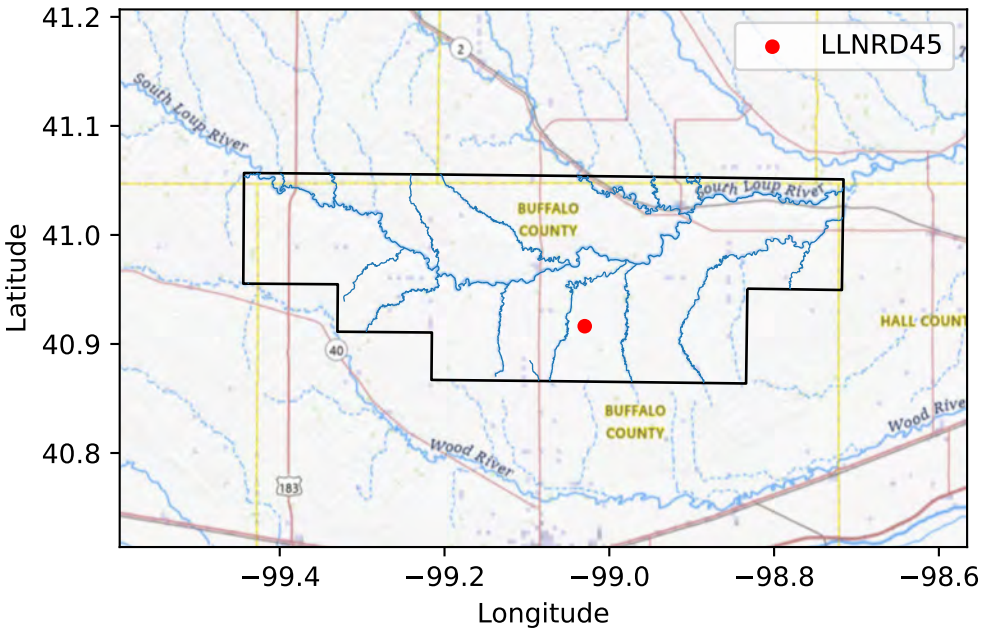 41.2
41.1
41.0
40.9
40.8
Latitude
−99.4
−99.2
−99.0
−98.8
−98.6
Longitude
LLNRD45
2
South Loup River
South Loup River
BUFFALO
COUNTY
HALL COUNT
40
BUFFALO
COUNTY
Wood River
Wood Rive
183